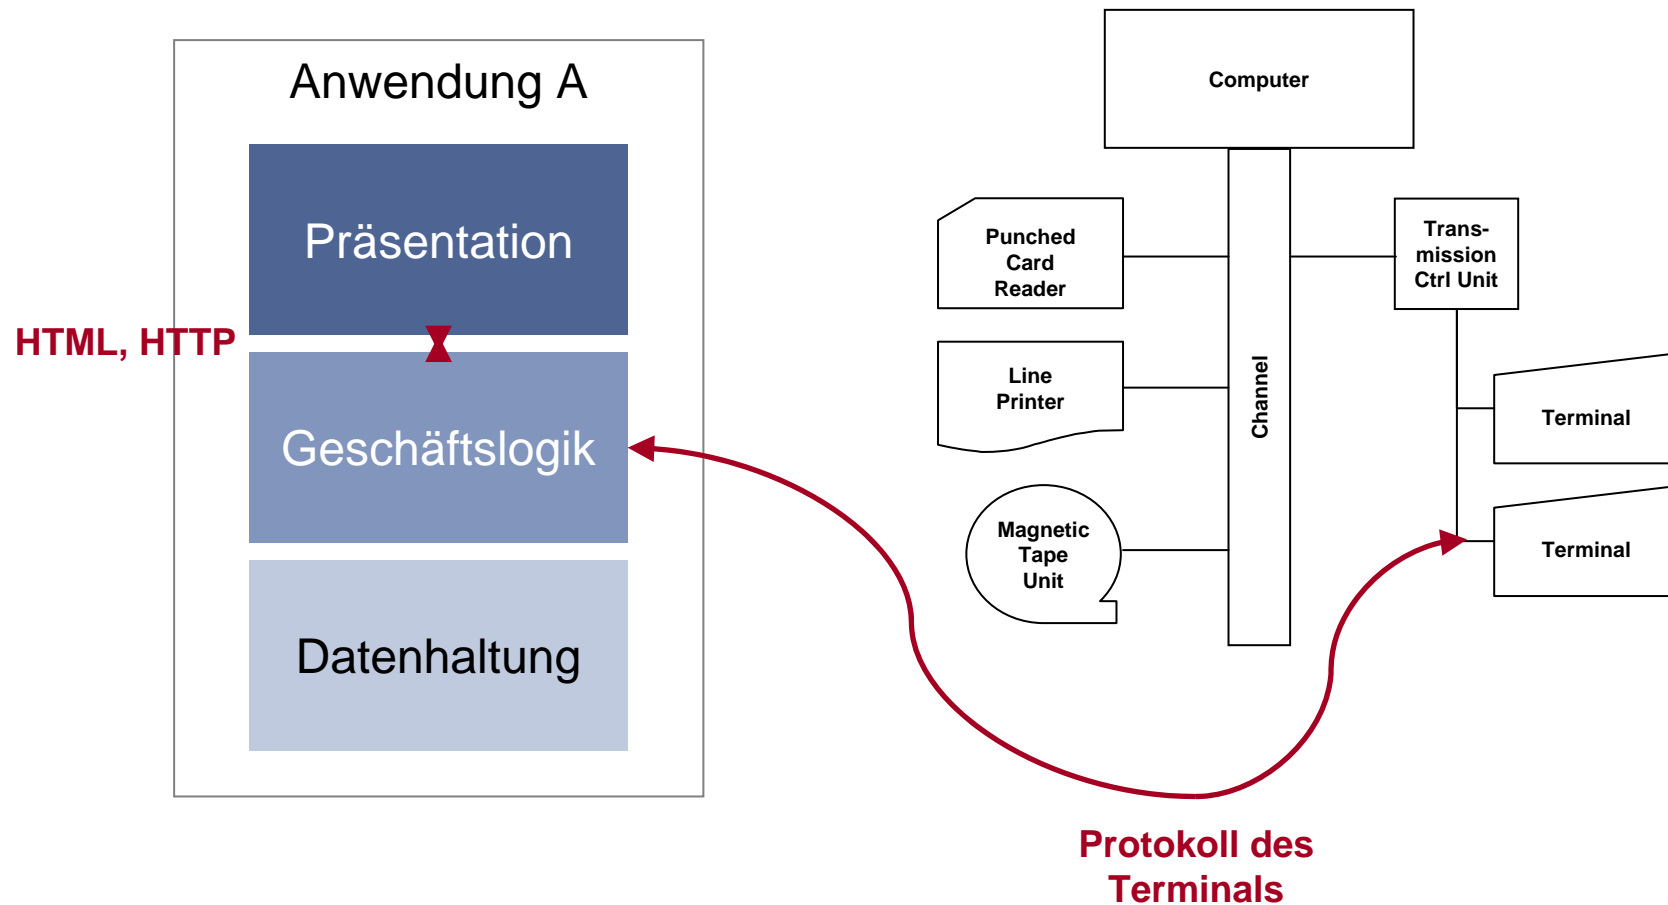 Anwendung A
Präsentation
HTML, HTTP
Geschäftslogik
Datenhaltung
Computer
Punched
Card
Reader
Trans-
mission
Ctrl Unit
Line
Printer
Channel
Terminal
Magnetic
Tape
Unit
Terminal
Protokoll des
Terminals